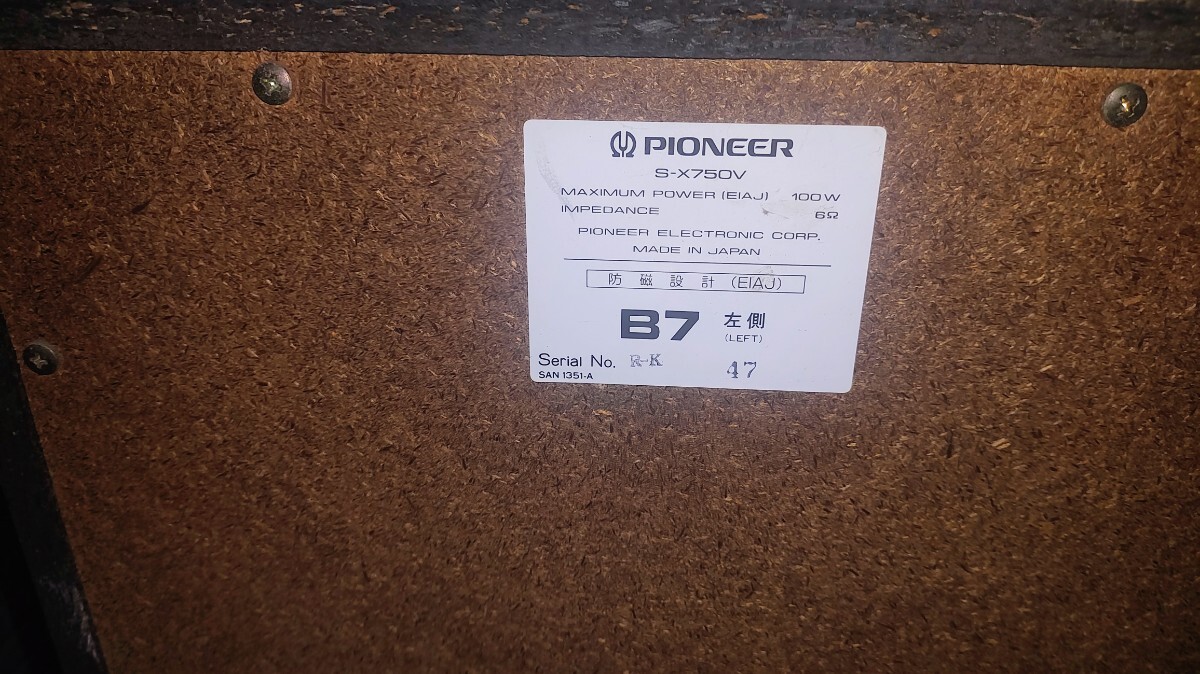 PIONEER
S-X750V
MAXIMUM POWER (EIAJ) 100W
IMPEDANCE 6Ω
PIONEER ELECTRONIC CORP.
MADE IN JAPAN
防磁設計 (EIAJ)
B7 左側
(LEFT)
Serial No. R-K 47
SAN 1351-A